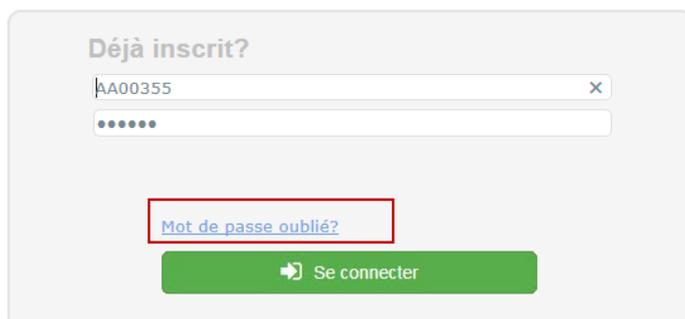 Déjà inscrit?
AA00355
••••••
Mot de passe oublié?
Se connecter